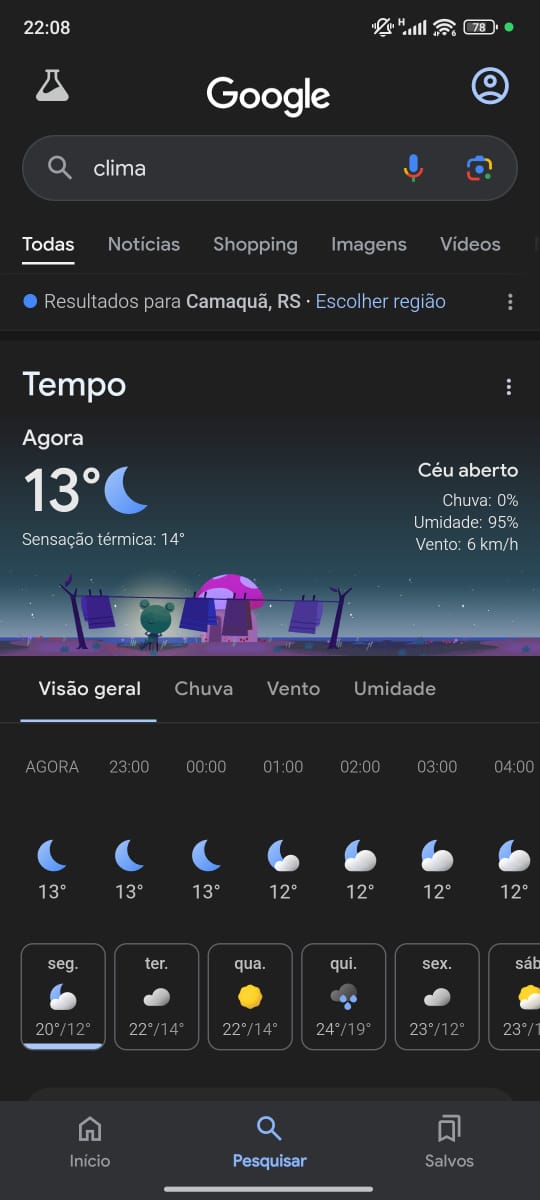 22:08
H 78 6
Google
clima
Todas Notícias Shopping Imagens Vídeos
Resultados para Camaquã, RS · Escolher região
Tempo
Agora
13°
Céu aberto
Chuva: 0%
Umidade: 95%
Vento: 6 km/h
Sensação térmica: 14°
Visão geral Chuva Vento Umidade
AGORA 23:00 00:00 01:00 02:00 03:00 04:00
13° 13° 13° 12° 12° 12° 12°
seg. ter. qua. qui. sex. sáb
20°/12° 22°/14° 22°/14° 24°/19° 23°/12° 23°/1
Início Pesquisar Salvos